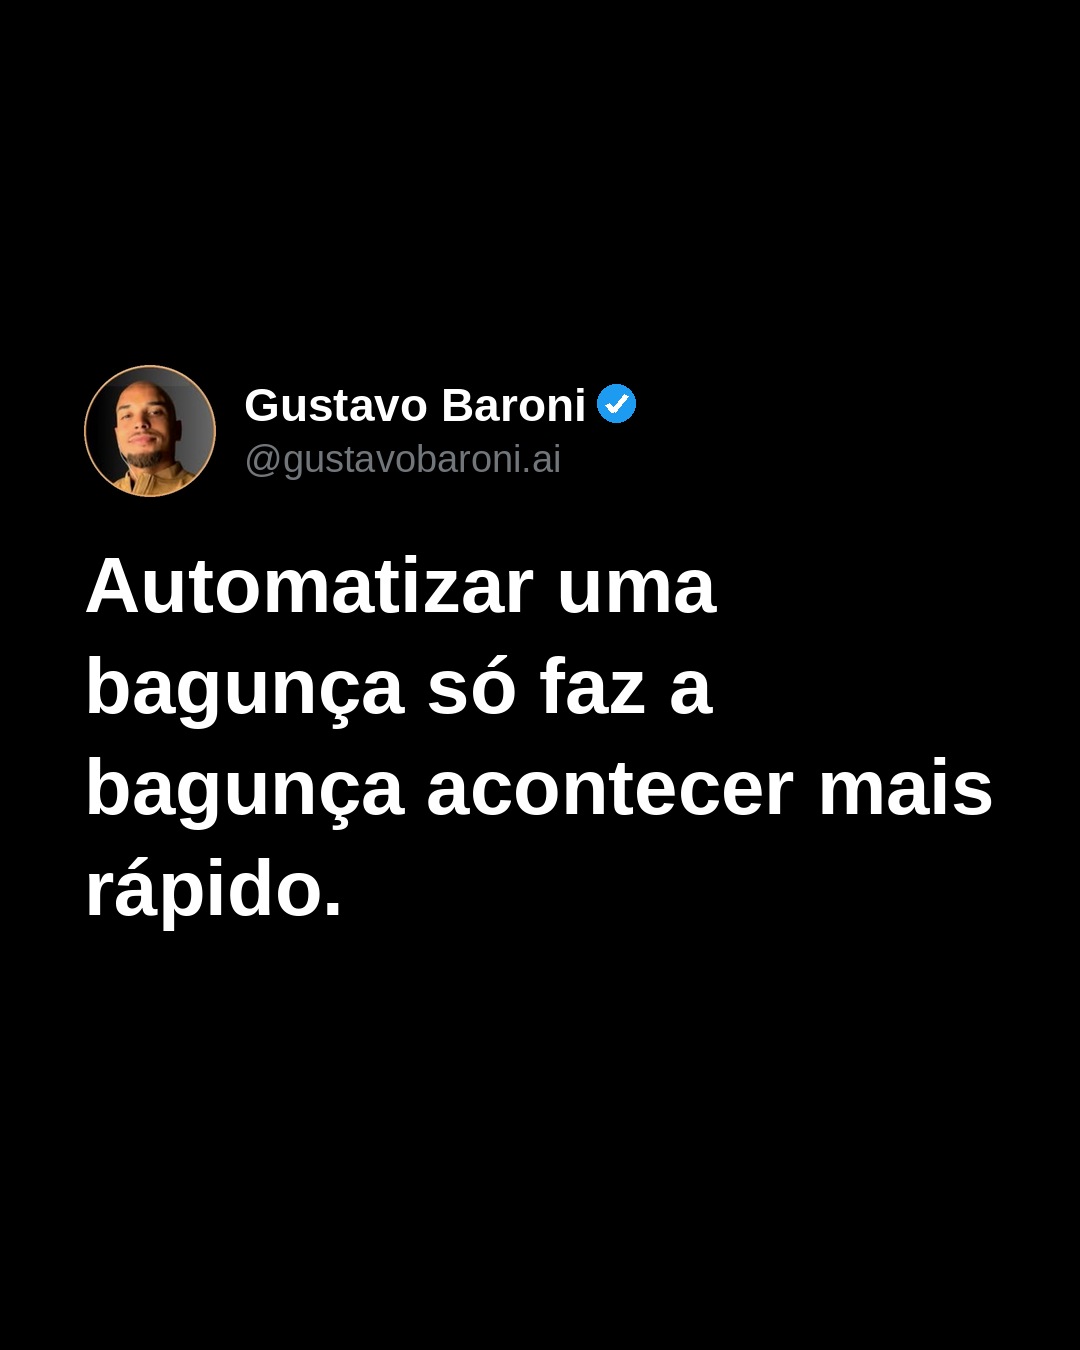 Gustavo Baroni
@gustavobaroni.ai
Automatizar uma
bagunça só faz a
bagunça acontecer mais
rápido.